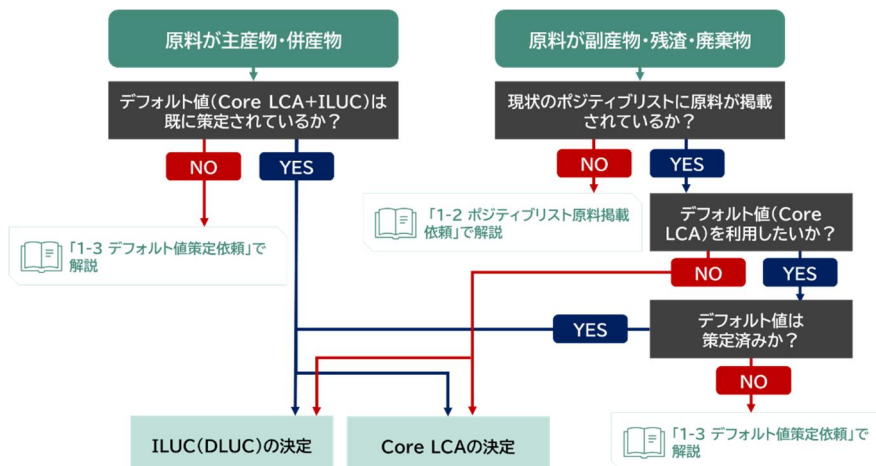 原料が主産物・併産物
原料が副産物・残渣・廃棄物
デフォルト値(Core LCA+ILUC)は
既に策定されているか?
現状のポジティブリストに原料が掲載
されているか?
NO
YES
NO
YES
「1-3 デフォルト値策定依頼」で
解説
「1-2 ポジティブリスト原料掲載
依頼」で解説
デフォルト値(Core
LCA)を利用したいか?
NO
YES
YES
デフォルト値は
策定済みか?
NO
ILUC(DLUC)の決定
Core LCAの決定
「1-3 デフォルト値策定依頼」で
解説